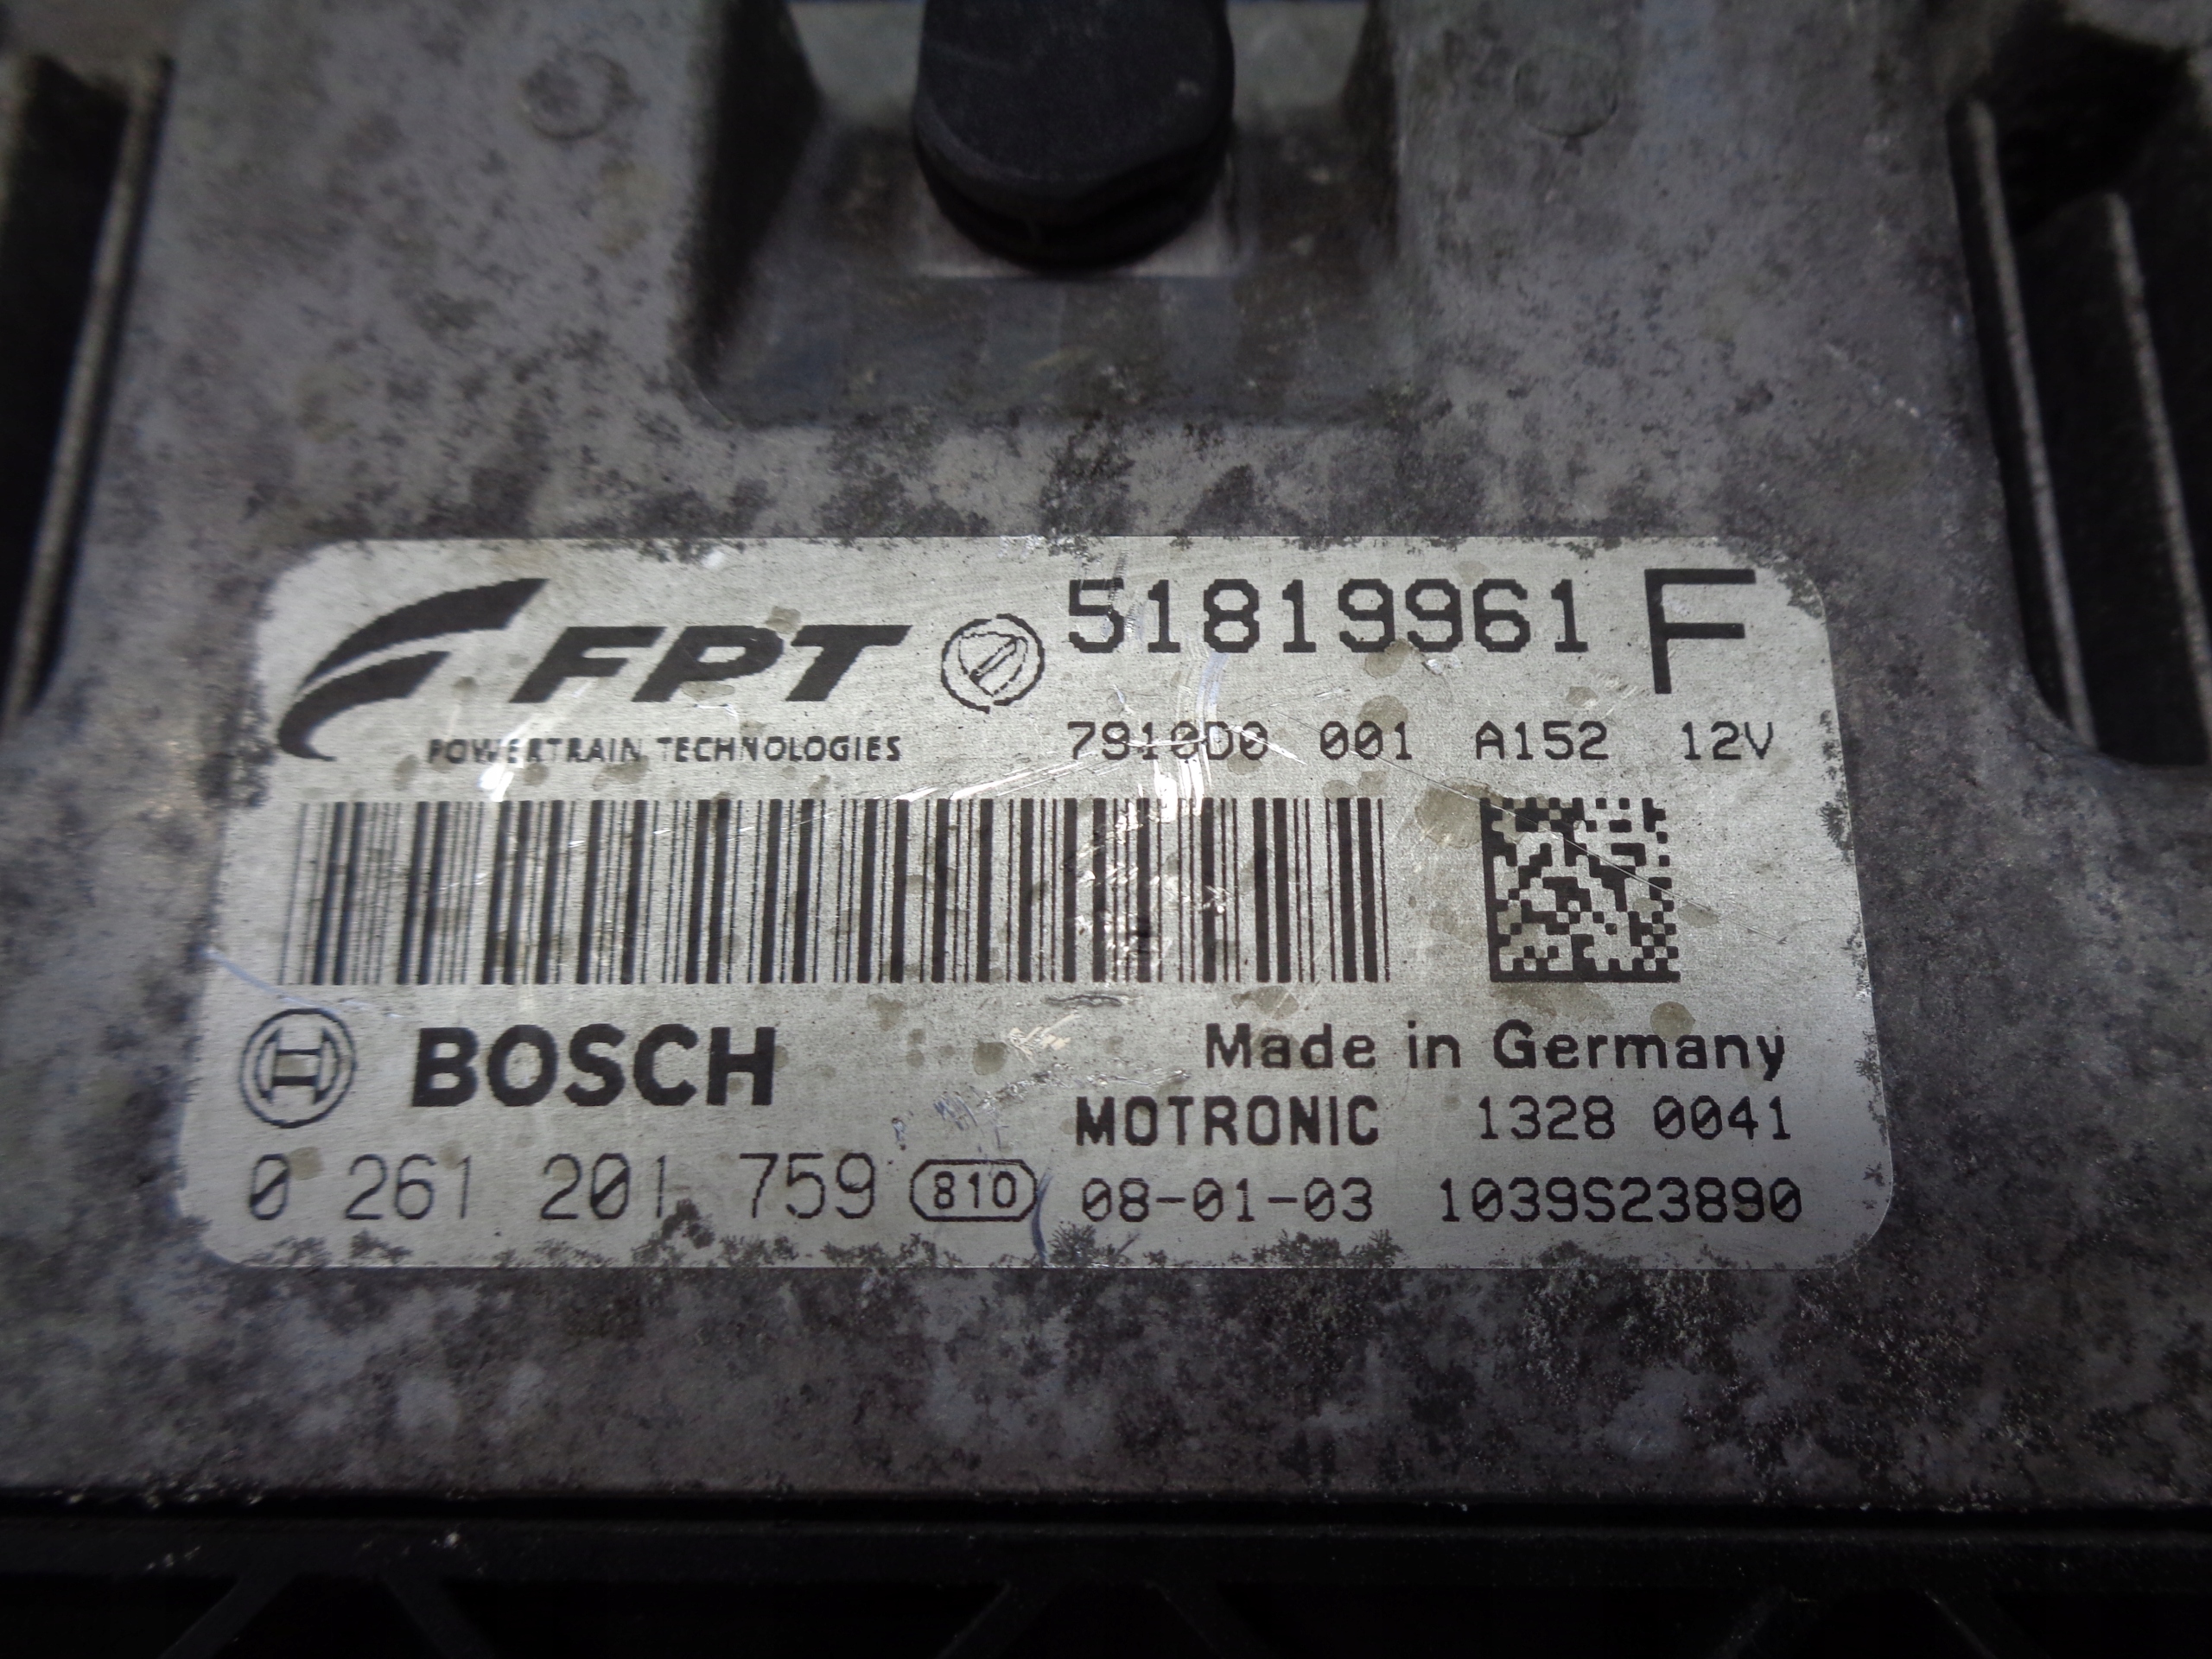 FPT 51819961 F
POWERTRAIN TECHNOLOGIES 7910D0 001 A152 12V
BOSCH Made in Germany
MOTRONIC 1328 0041
0 261 201 759 810 08-01-03 1039S23890